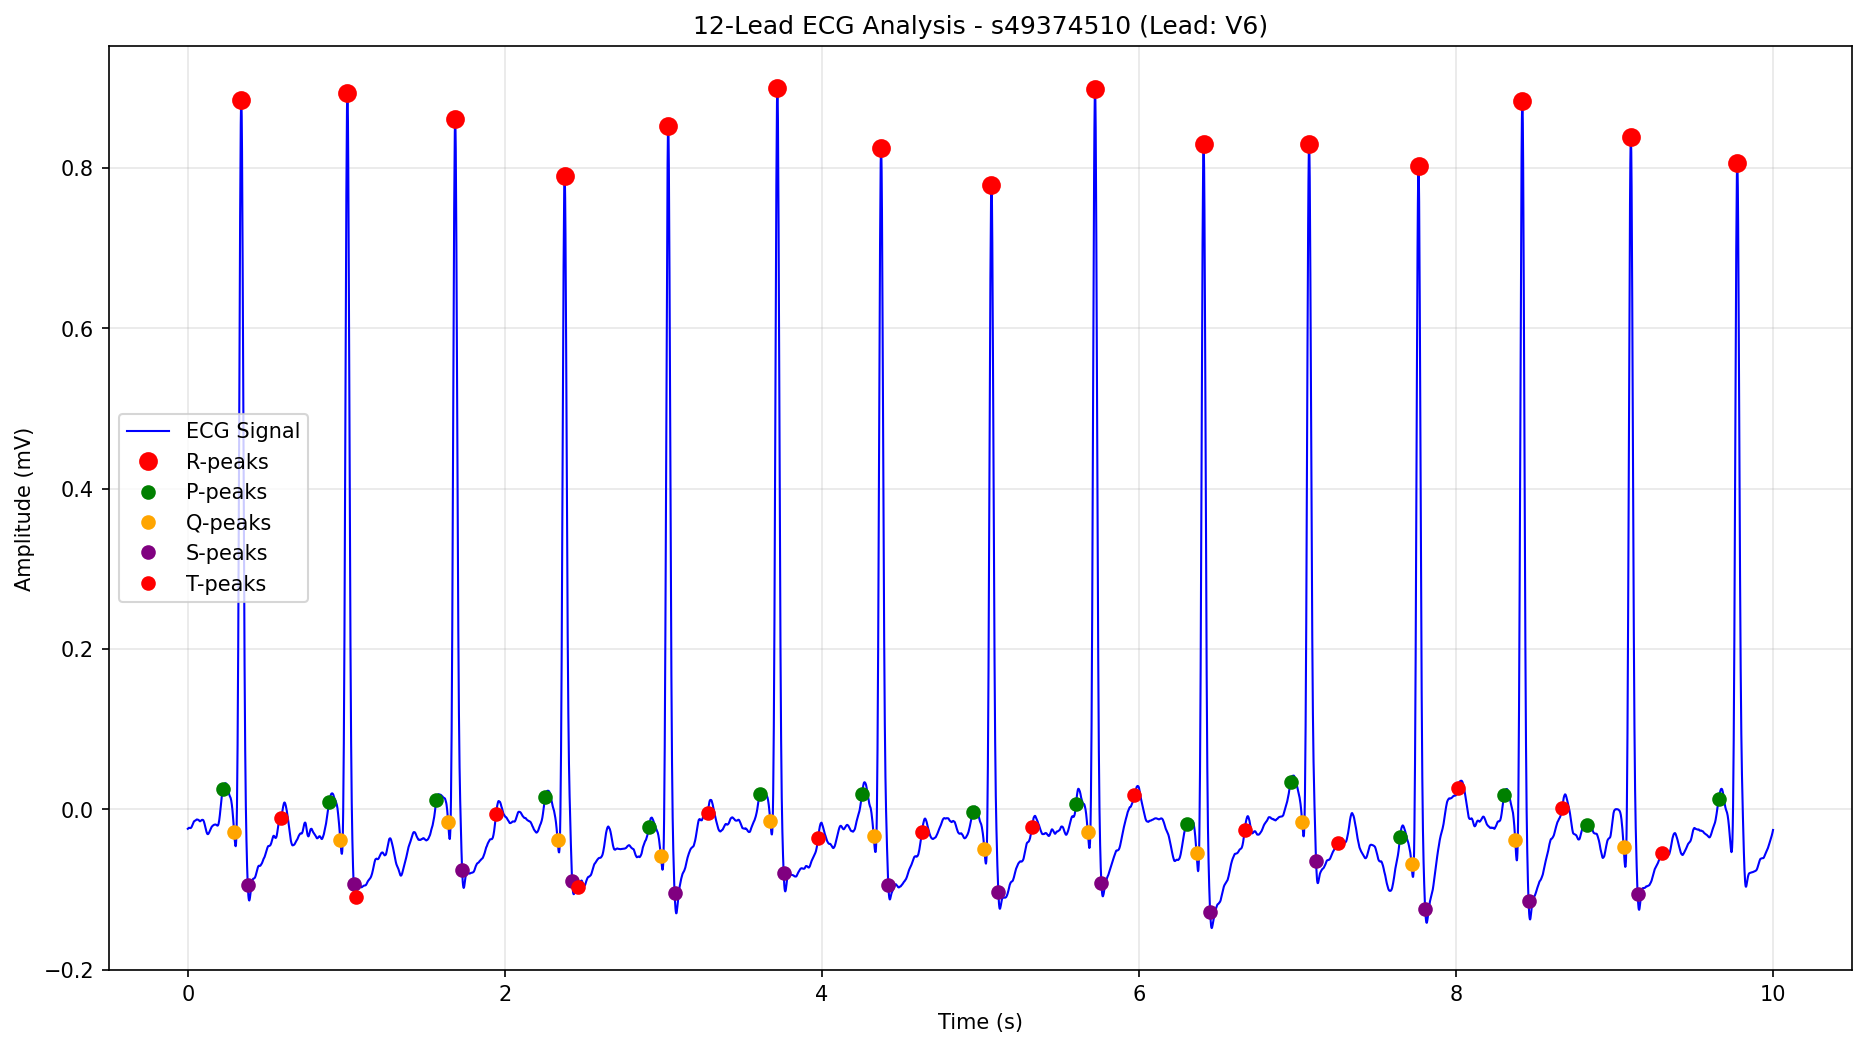 12-Lead ECG Analysis - s49374510 (Lead: V6)
Amplitude (mV)
0.8
0.6
0.4
0.2
0.0
−0.2
ECG Signal
R-peaks
P-peaks
Q-peaks
S-peaks
T-peaks
0 2 4 6 8 10
Time (s)